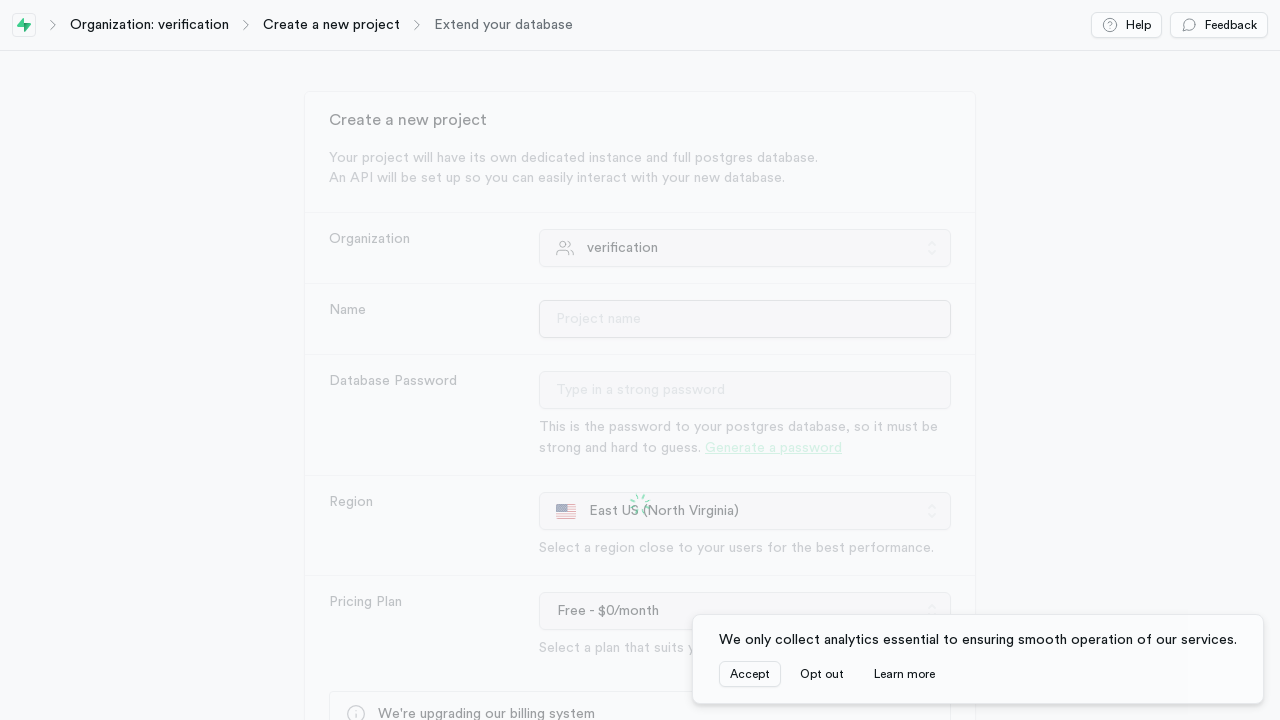 Organization: verification
Create a new project
Extend your database
Help
Feedback
Create a new project
Your project will have its own dedicated instance and full postgres database.
An API will be set up so you can easily interact with your new database.
Organization
verification
Name
Project name
Database Password
Type in a strong password
This is the password to your postgres database, so it must be
strong and hard to guess. Generate a password
Region
East US (North Virginia)
Select a region close to your users for the best performance.
Pricing Plan
Free - $0/month
Select a plan that suits
We only collect analytics essential to ensuring smooth operation of our services.
Accept
Opt out
Learn more
We're upgrading our billing system